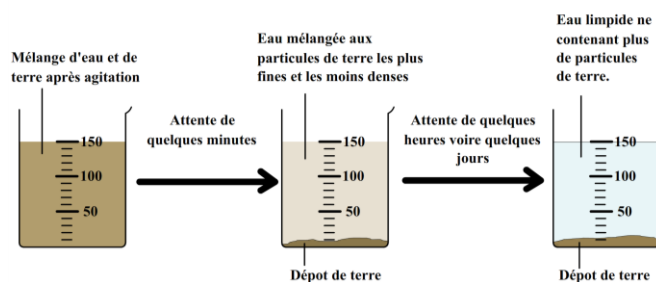 Mélange d'eau et de
terre après agitation
150
100
50
Attente de
quelques minutes
Eau mélangée aux
particules de terre les plus
fines et les moins denses
150
100
50
Dépot de terre
Attente de quelques
heures voire quelques
jours
Eau limpide ne
contenant plus
de particules
de terre.
150
100
50
Dépot de terre